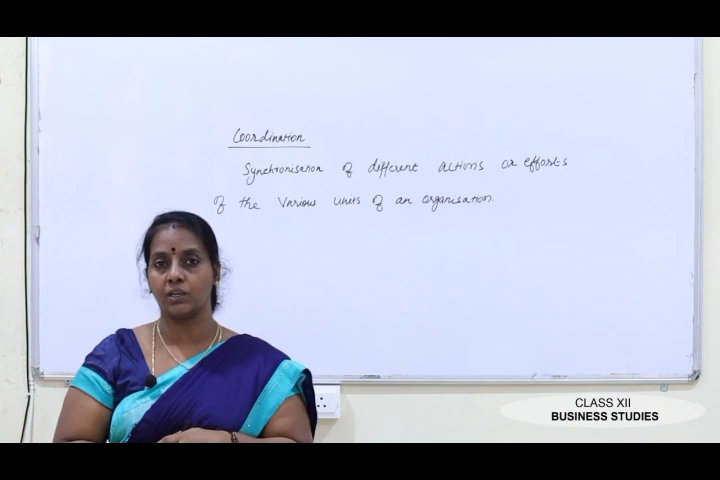 Coordination
Synchronisation of different actions or efforts
of the various units of an organisation.
CLASS XII
BUSINESS STUDIES